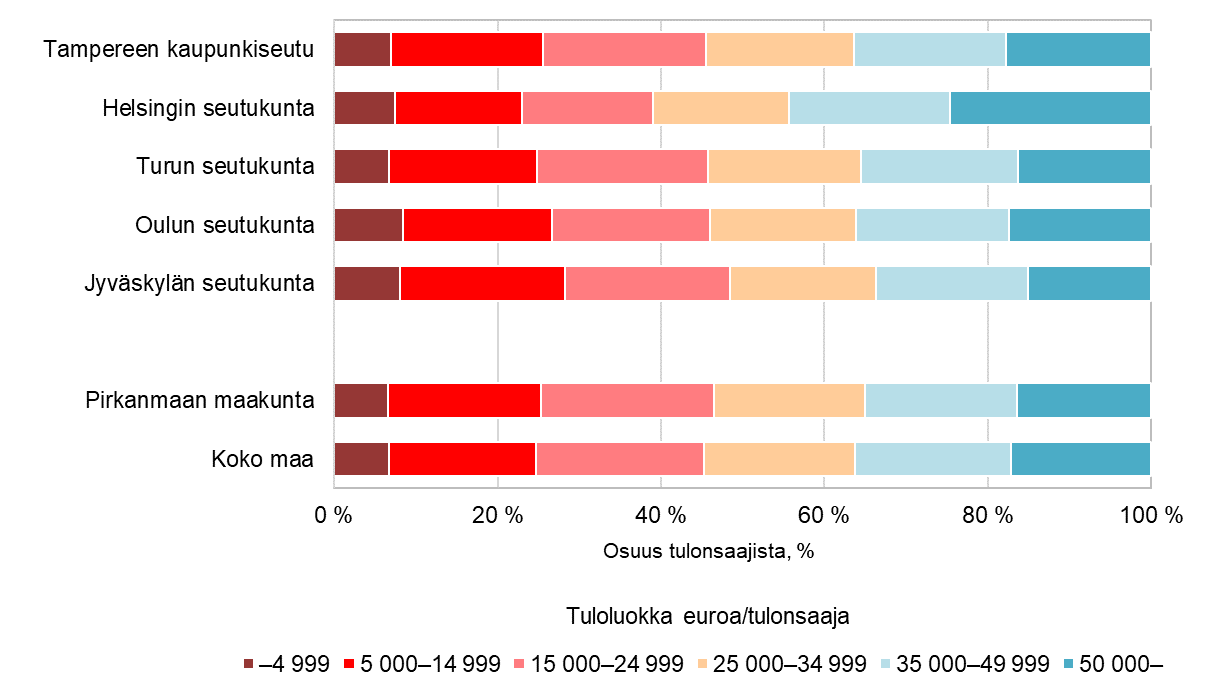 Tampereen kaupunkiseutu
Helsingin seutukunta
Turun seutukunta
Oulun seutukunta
Jyväskylän seutukunta
Pirkanmaan maakunta
Koko maa
0 % 20 % 40 % 60 % 80 % 100 %
Osuus tulonsaajista, %
Tuloluokka euroa/tulonsaaja
–4 999 5 000–14 999 15 000–24 999 25 000–34 999 35 000–49 999 50 000–